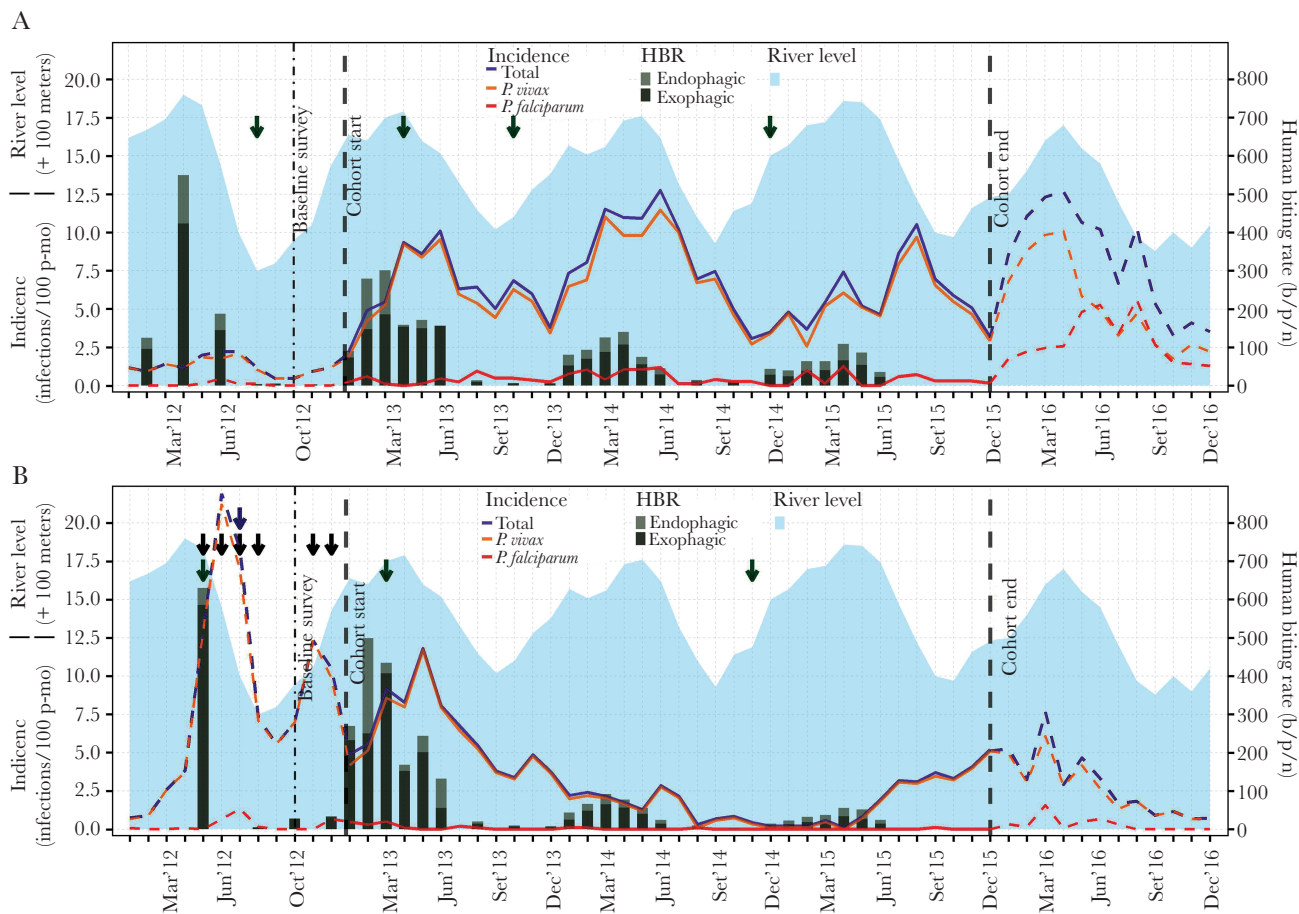 A
River level
(+ 100 meters)
Indicenc
(infections/100 p-mo)
20.0
17.5
15.0
12.5
10.0
7.5
5.0
2.5
0.0
Incidence
Total
P. vivax
P. falciparum
HBR
Endophagic
Exophagic
River level
Baseline survey
Cohort start
Cohort end
800
700
600
500
400
300
200
100
0
Human biting rate (b/p/n)
Mar' 12
Jun' 12
Oct' 12
Mar' 13
Jun' 13
Set' 13
Dec' 13
Mar' 14
Jun' 14
Set' 14
Dec' 14
Mar' 15
Jun' 15
Set' 15
Dec' 15
Mar' 16
Jun' 16
Set' 16
Dec' 16
B
River level
(+ 100 meters)
Indicenc
(infections/100 p-mo)
20.0
17.5
15.0
12.5
10.0
7.5
5.0
2.5
0.0
Incidence
Total
P. vivax
P. falciparum
HBR
Endophagic
Exophagic
River level
Baseline survey
Cohort start
Cohort end
800
700
600
500
400
300
200
100
0
Human biting rate (b/p/n)
Mar' 12
Jun' 12
Oct' 12
Mar' 13
Jun' 13
Set' 13
Dec' 13
Mar' 14
Jun' 14
Set' 14
Dec' 14
Mar' 15
Jun' 15
Set' 15
Dec' 15
Mar' 16
Jun' 16
Set' 16
Dec' 16